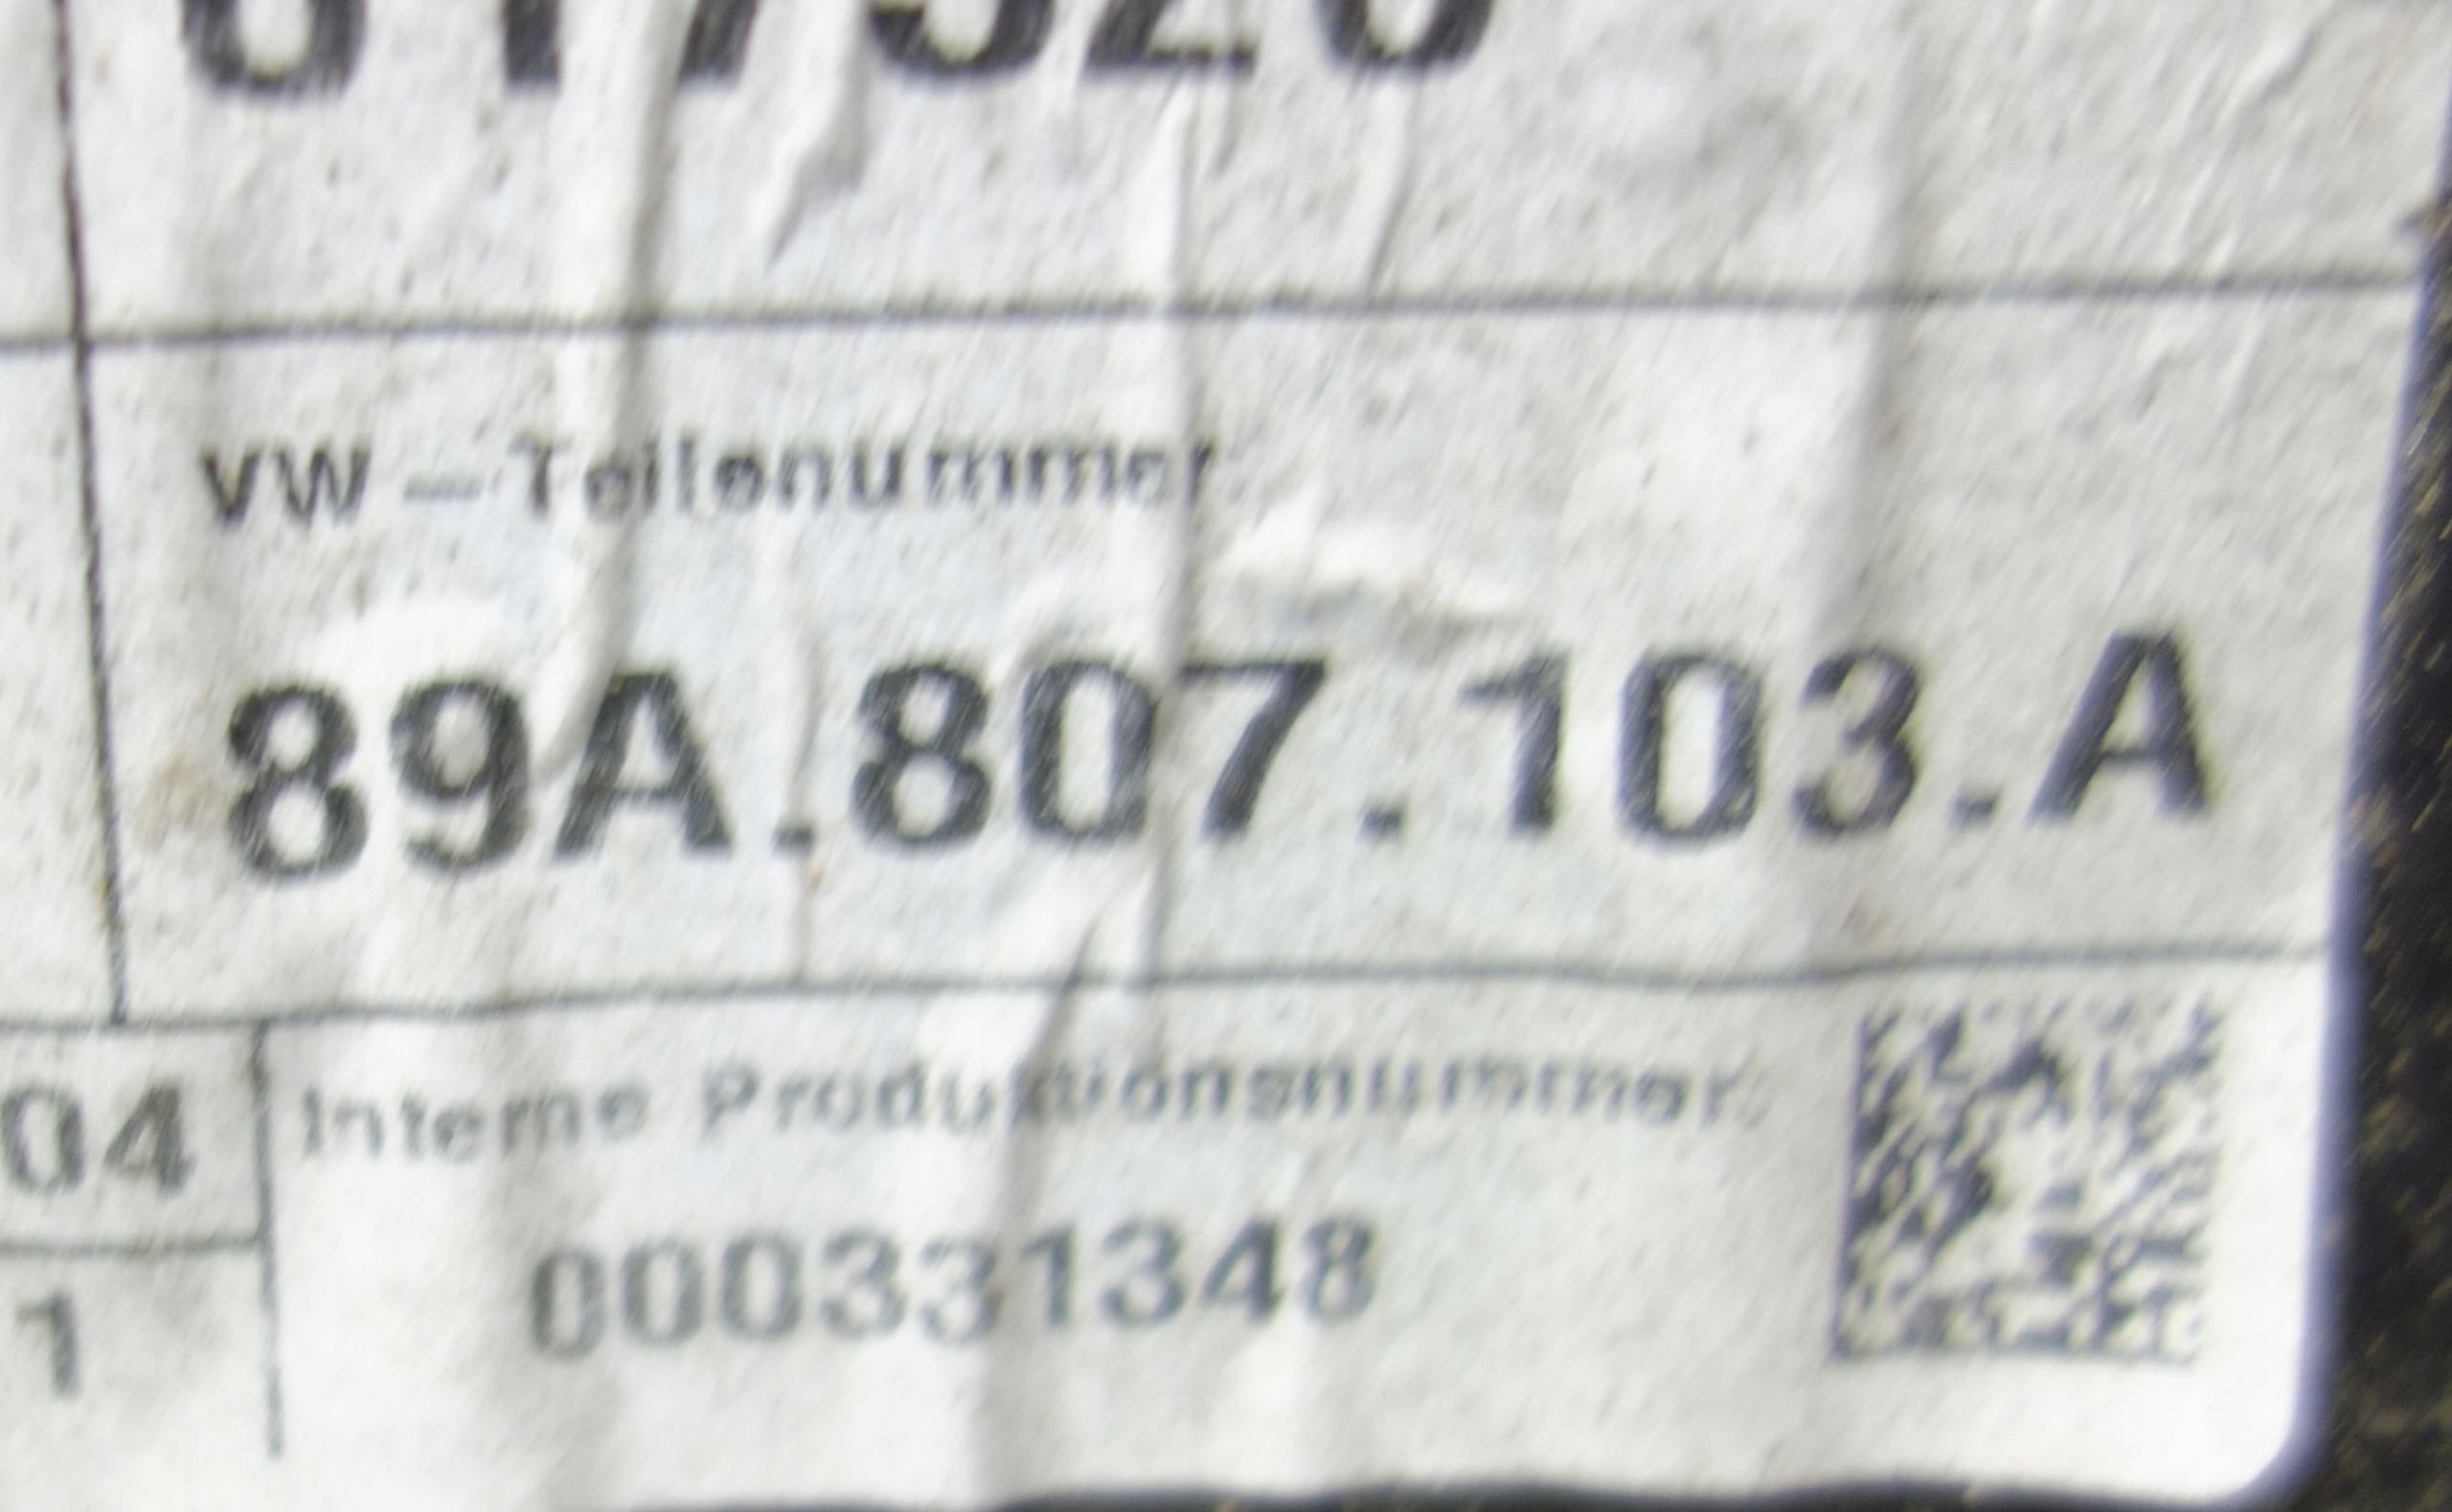 VW-Teilenummer
89A.807.103.A
04
Interne Produktionsnummer:
000331348
1